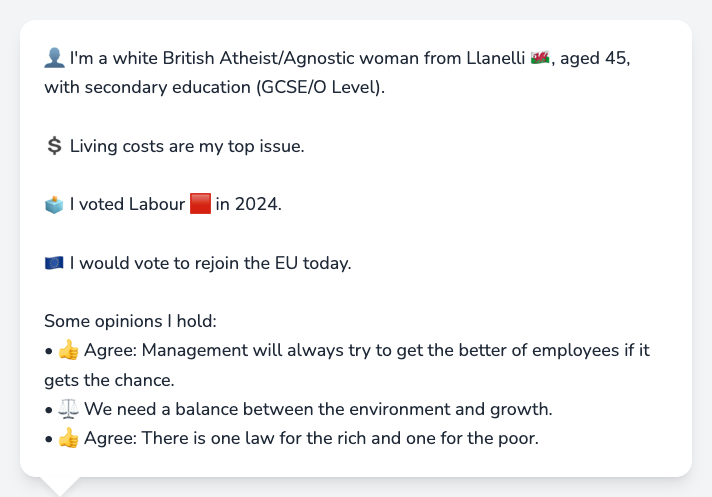 👤 I'm a white British Atheist/Agnostic woman from Llanelli 🏴󠁧󠁢󠁷󠁬󠁳󠁿, aged 45,
with secondary education (GCSE/O Level).
💲 Living costs are my top issue.
🗳️ I voted Labour 🟥 in 2024.
🇪🇺 I would vote to rejoin the EU today.
Some opinions I hold:
• 👍 Agree: Management will always try to get the better of employees if it
gets the chance.
• ⚖️ We need a balance between the environment and growth.
• 👍 Agree: There is one law for the rich and one for the poor.